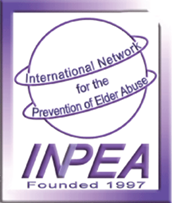 International Network
for the
Prevention of Elder Abuse
INPEA
Founded 1997